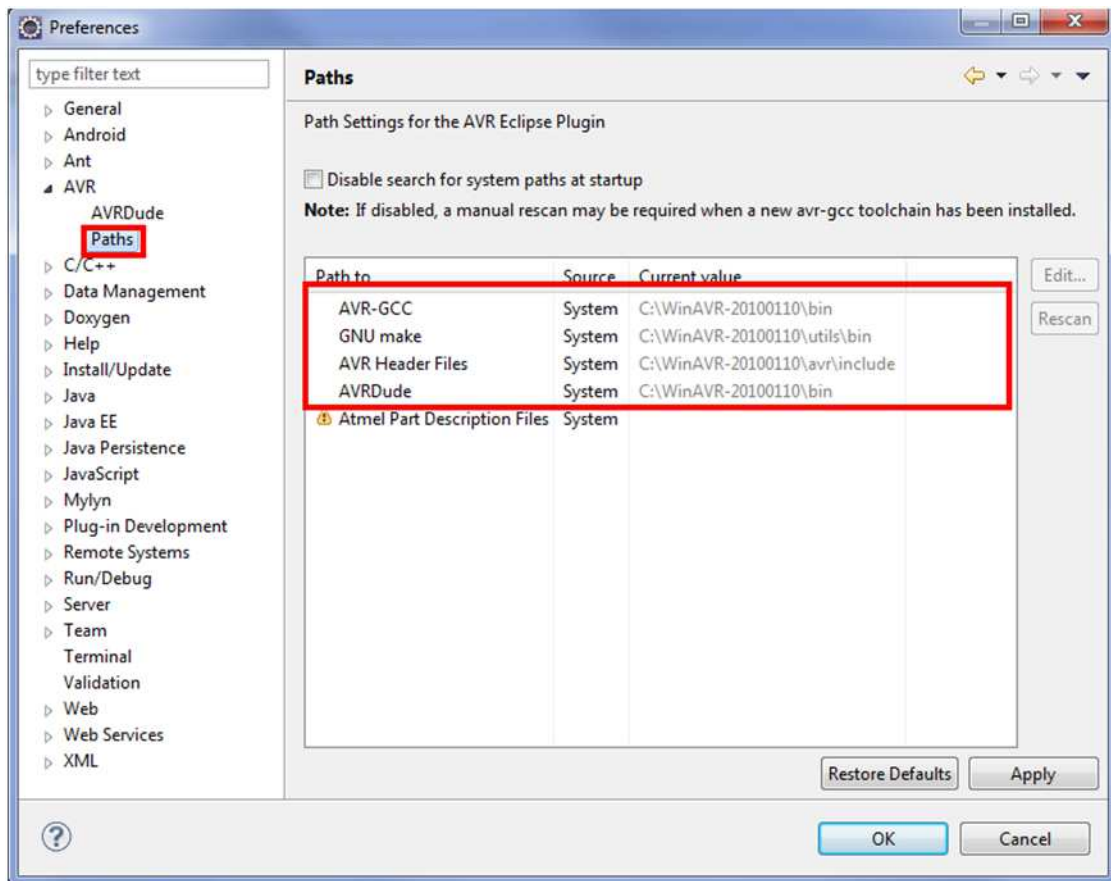 Preferences
type filter text
General
Android
Ant
AVR
AVRDude
Paths
C/C++
Data Management
Doxygen
Help
Install/Update
Java
Java EE
Java Persistence
JavaScript
Mylyn
Plug-in Development
Remote Systems
Run/Debug
Server
Team
Terminal
Validation
Web
Web Services
XML
Paths
Path Settings for the AVR Eclipse Plugin
Disable search for system paths at startup
Note: If disabled, a manual rescan may be required when a new avr-gcc toolchain has been installed.
Path to Source Current value
AVR-GCC System C:\WinAVR-20100110\bin
GNU make System C:\WinAVR-20100110\utils\bin
AVR Header Files System C:\WinAVR-20100110\avr\include
AVRDude System C:\WinAVR-20100110\bin
Atmel Part Description Files System
Edit...
Rescan
Restore Defaults Apply
OK Cancel